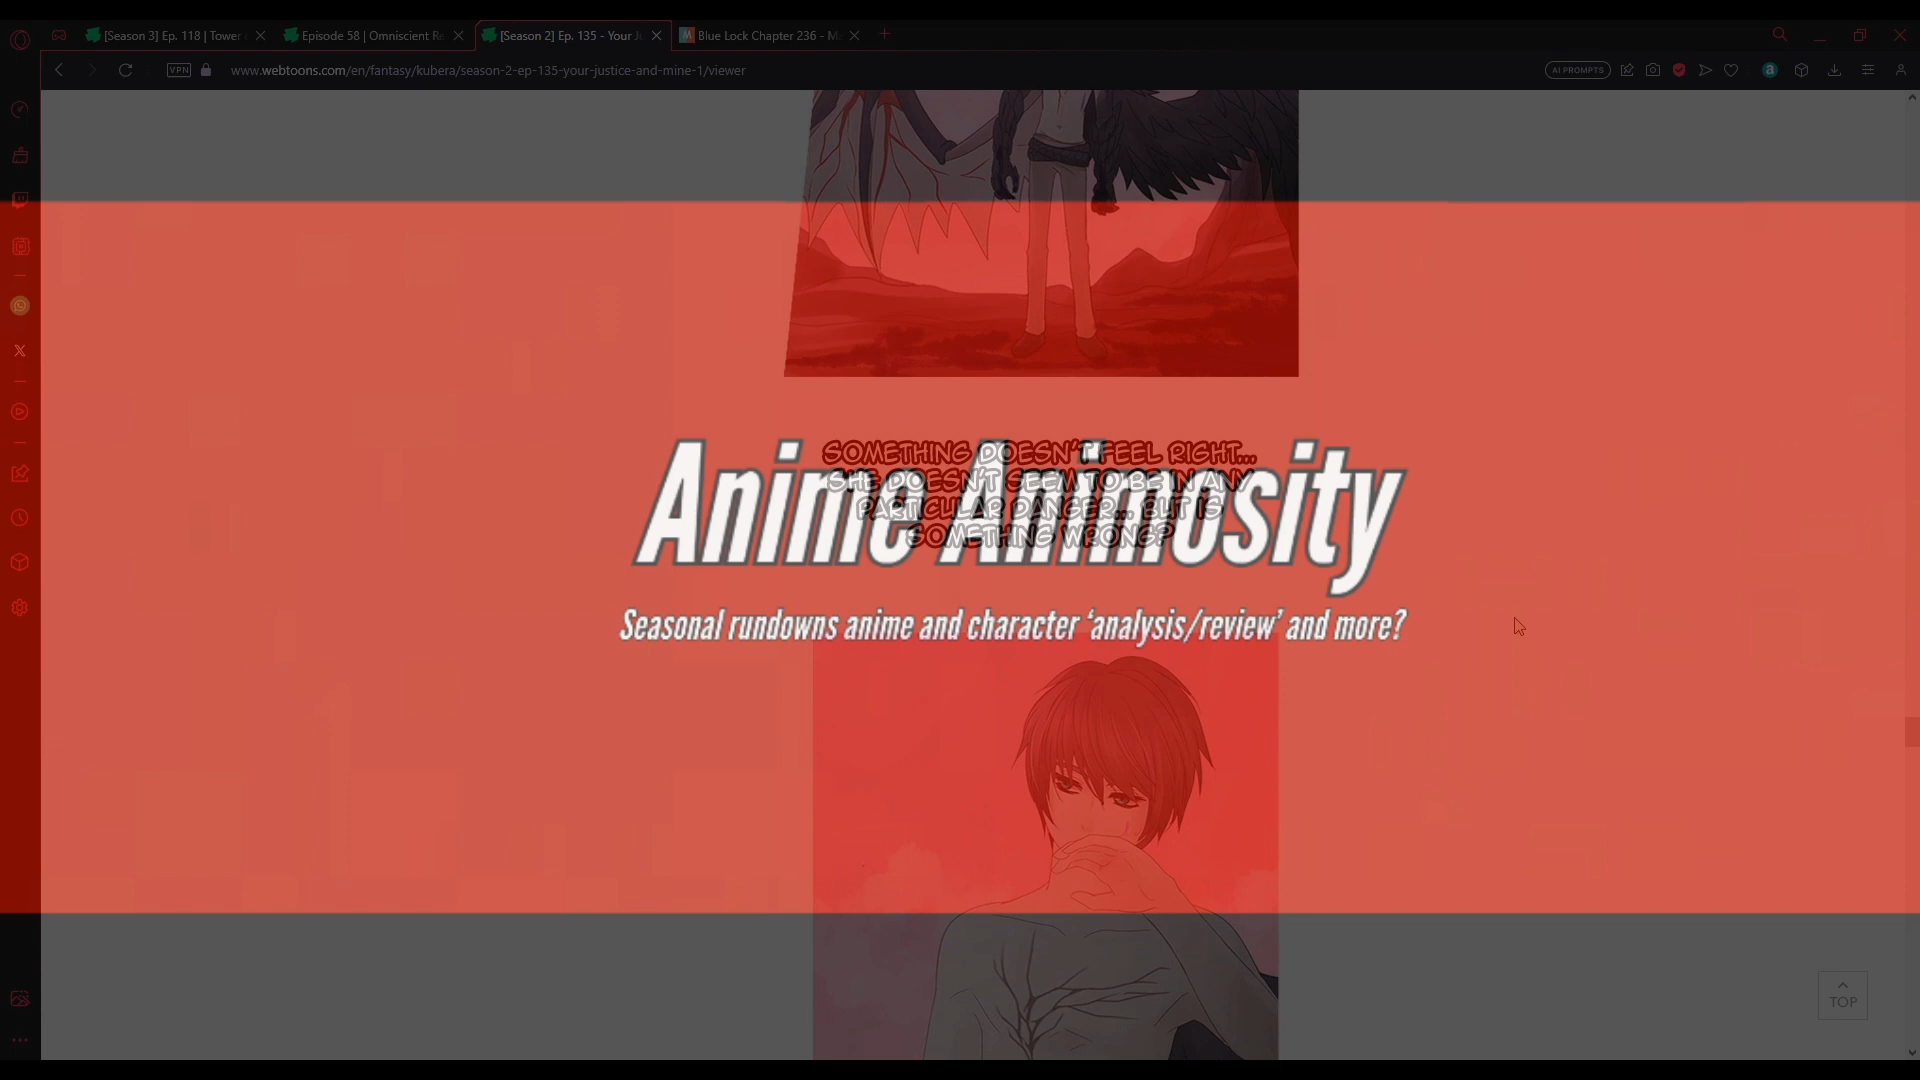 [Season 3] Ep. 118 | Tower
Episode 58 | Omniscient Re
[Season 2] Ep. 135 - Your Ju
Blue Lock Chapter 236 - Ma
VPN
www.webtoons.com/en/fantasy/kubera/season-2-ep-135-your-justice-and-mine-1/viewer
AI PROMPTS
SOMETHING DOESN'T FEEL RIGHT...
SHE DOESN'T SEEM TO BE IN ANY
PARTICULAR DANGER... BUT IS
SOMETHING WRONG?
Anime Animosity
Seasonal rundowns anime and character 'analysis/review' and more?
TOP